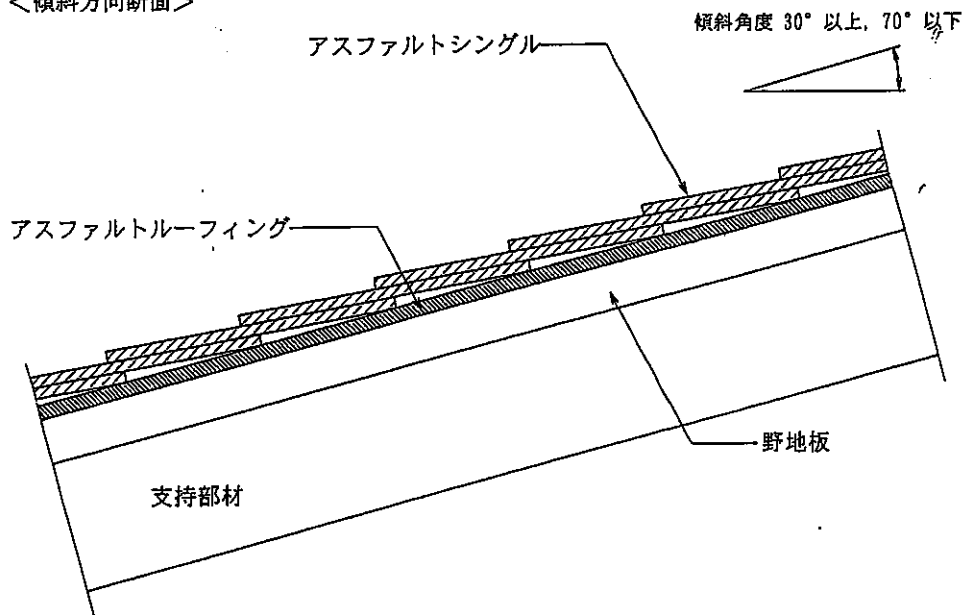 <傾斜方向断面>
傾斜角度 30° 以上, 70° 以下
アスファルトシングル
アスファルトルーフィング
野地板
支持部材